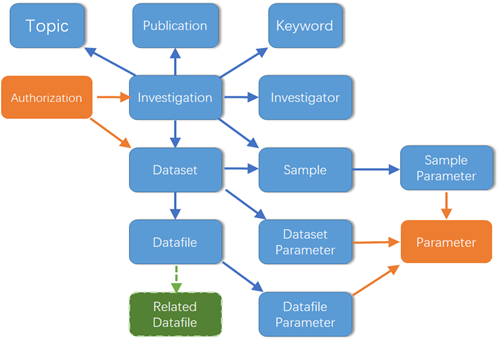 Topic
Publication
Keyword
Authorization
Investigation
Investigator
Dataset
Sample
Sample
Parameter
Datafile
Dataset
Parameter
Parameter
Related
Datafile
Datafile
Parameter